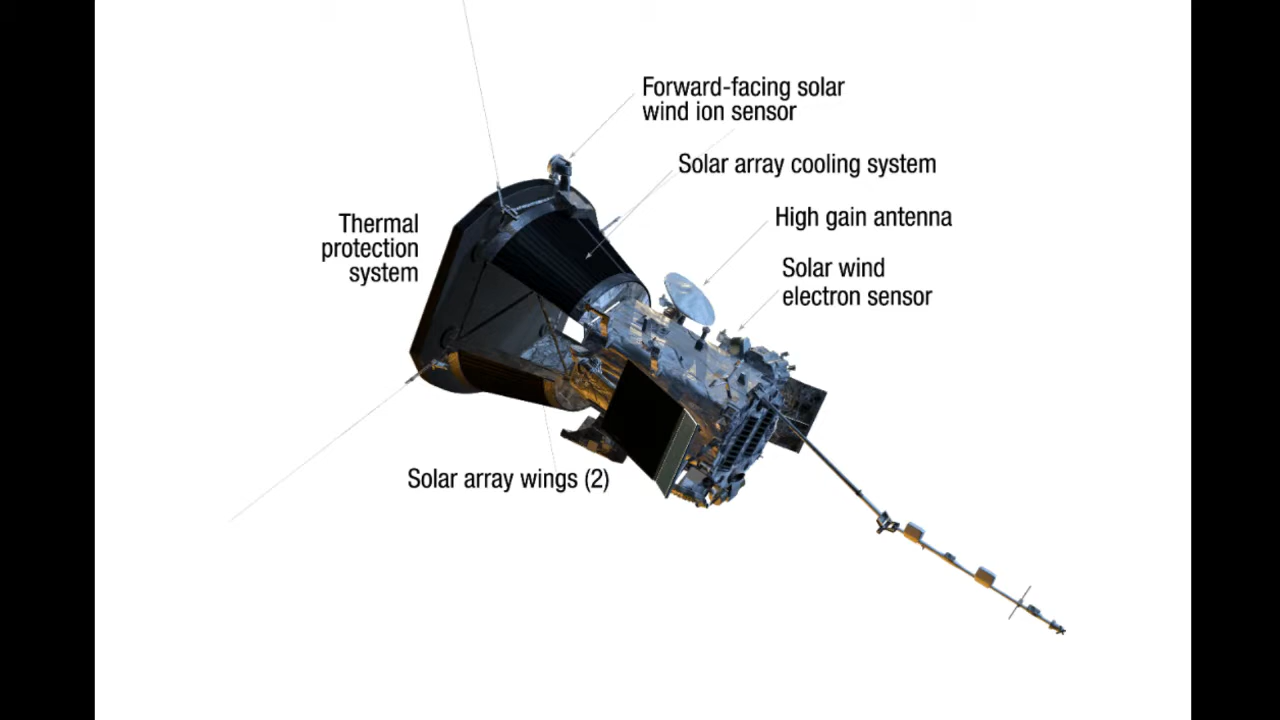 Forward-facing solar
wind ion sensor
Solar array cooling system
Thermal
protection
system
High gain antenna
Solar wind
electron sensor
Solar array wings (2)